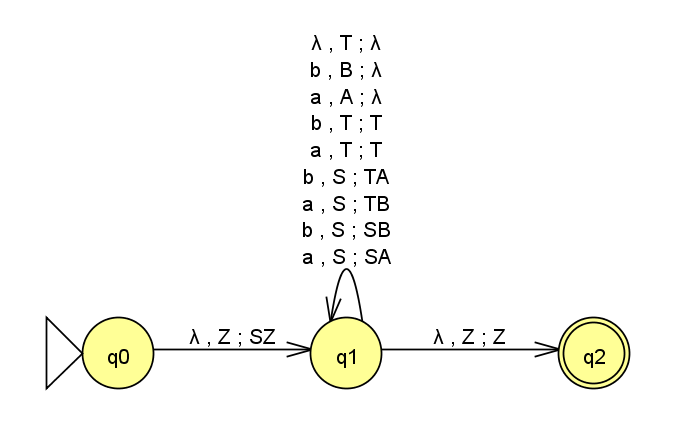 λ , T ; λ
b , B ; λ
a , A ; λ
b , T ; T
a , T ; T
b , S ; TA
a , S ; TB
b , S ; SB
a , S ; SA
λ , Z ; SZ
λ , Z ; Z
q0
q1
q2